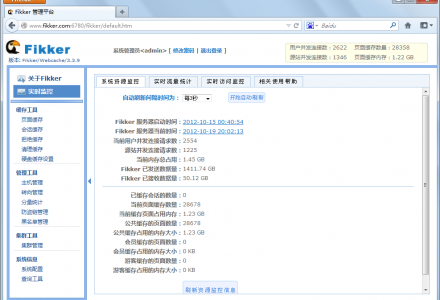 Fikker 管理平台
www.fikker.com:6780/fikker/default.htm
Baidu
Fikker
版本: Fikker/Webcache/3.2.8
系统管理员<admin> [ 修改密码 ] [ 退出登录 ]
用户并发连接数：2622 页面缓存数量：28358
源站并发连接数：1346 页面缓存内存：1.22 GB
关于Fikker
实时监控
缓存工具
页面缓存
会话缓存
拒绝缓存
清理缓存
硬盘缓存设置
管理工具
主机管理
转向管理
分量统计
防盗链管理
黑名单管理
集群工具
集群管理
系统信息
系统配置
查询工具
系统资源监控 实时流量统计 实时访问监控 相关使用帮助
自动刷新间隔时间为： 每3秒 开始自动刷新
Fikker 服务器启动时间：2012-10-15 00:40:54
Fikker 服务器当前时间：2012-10-19 20:02:13
当前用户并发连接请求数：2554
源站并发连接请求数：1225
当前内存总占用：1.45 GB
Fikker 已发送数据量：1411.74 GB
Fikker 已接收数据量：50.12 GB
已缓存会话的数量：0
当前页面缓存数量：28678
当前缓存页面占用内存：1.23 GB
公共缓存的页面数量：28678
公共缓存占用的内存大小：1.23 GB
会员缓存的页面数量：0
会员缓存占用的内存大小：0 KB
游客缓存的页面数量：0
游客缓存占用的内存大小：0 KB
刷新资源监控信息